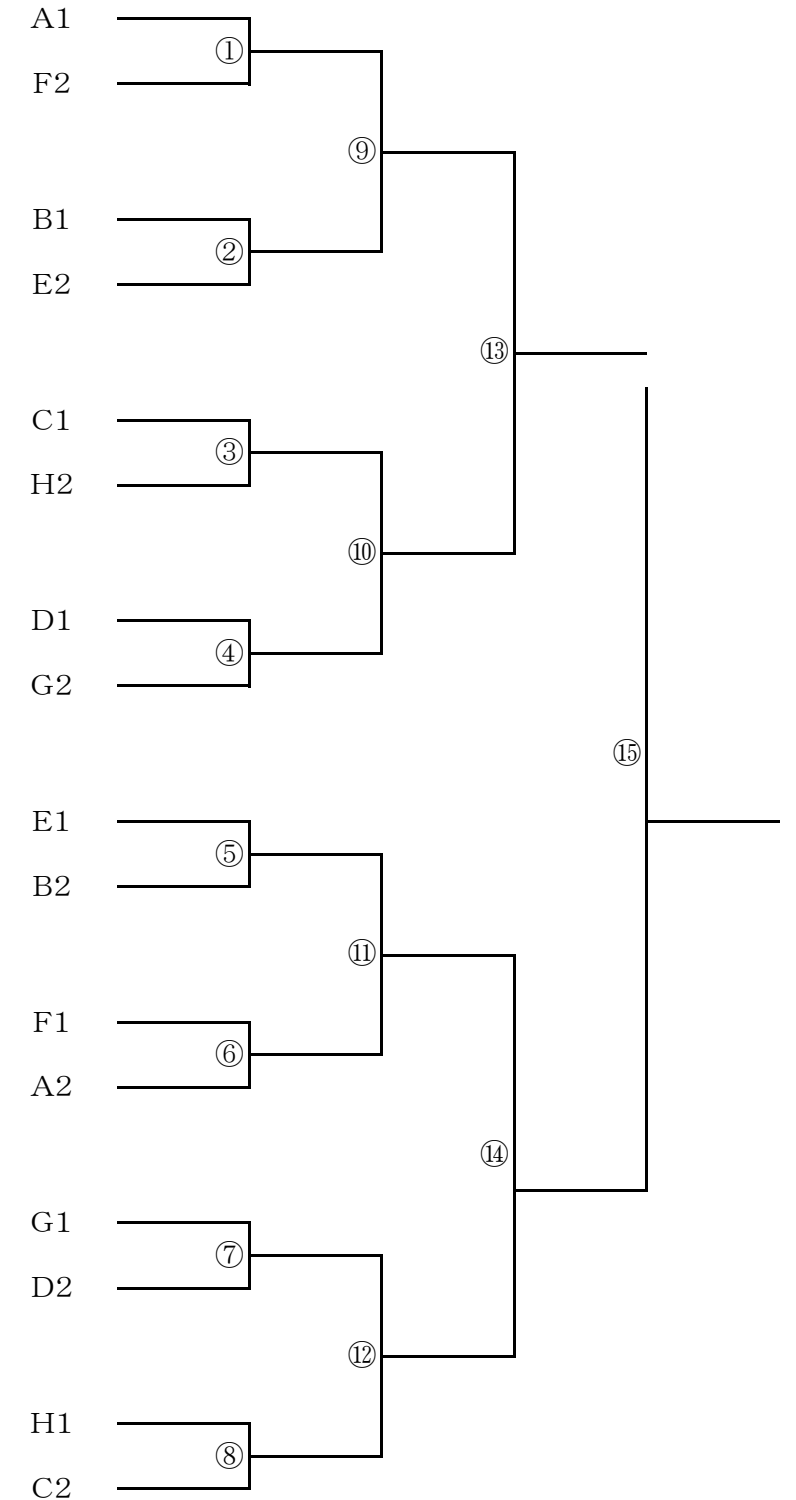 A1
①
F2
⑨
B1
②
E2
⑬
C1
③
H2
⑩
D1
④
G2
⑮
E1
⑤
B2
⑪
F1
⑥
A2
⑭
G1
⑦
D2
⑫
H1
⑧
C2